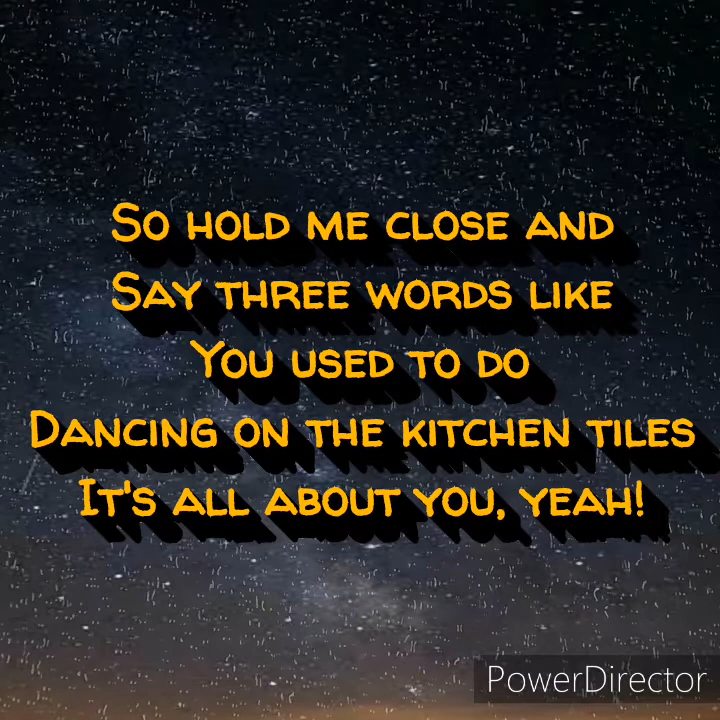 So hold me close and
Say three words like
You used to do
Dancing on the kitchen tiles
It's all about you, yeah!
PowerDirector